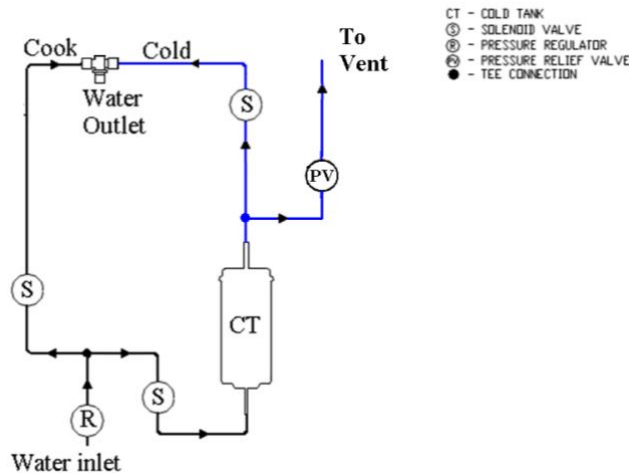 CT - COLD TANK
S - SOLENOID VALVE
R - PRESSURE REGULATOR
PV - PRESSURE RELIEF VALVE
- TEE CONNECTION
To
Vent
Cook
Cold
Water
Outlet
S
PV
S
CT
S
R
Water inlet